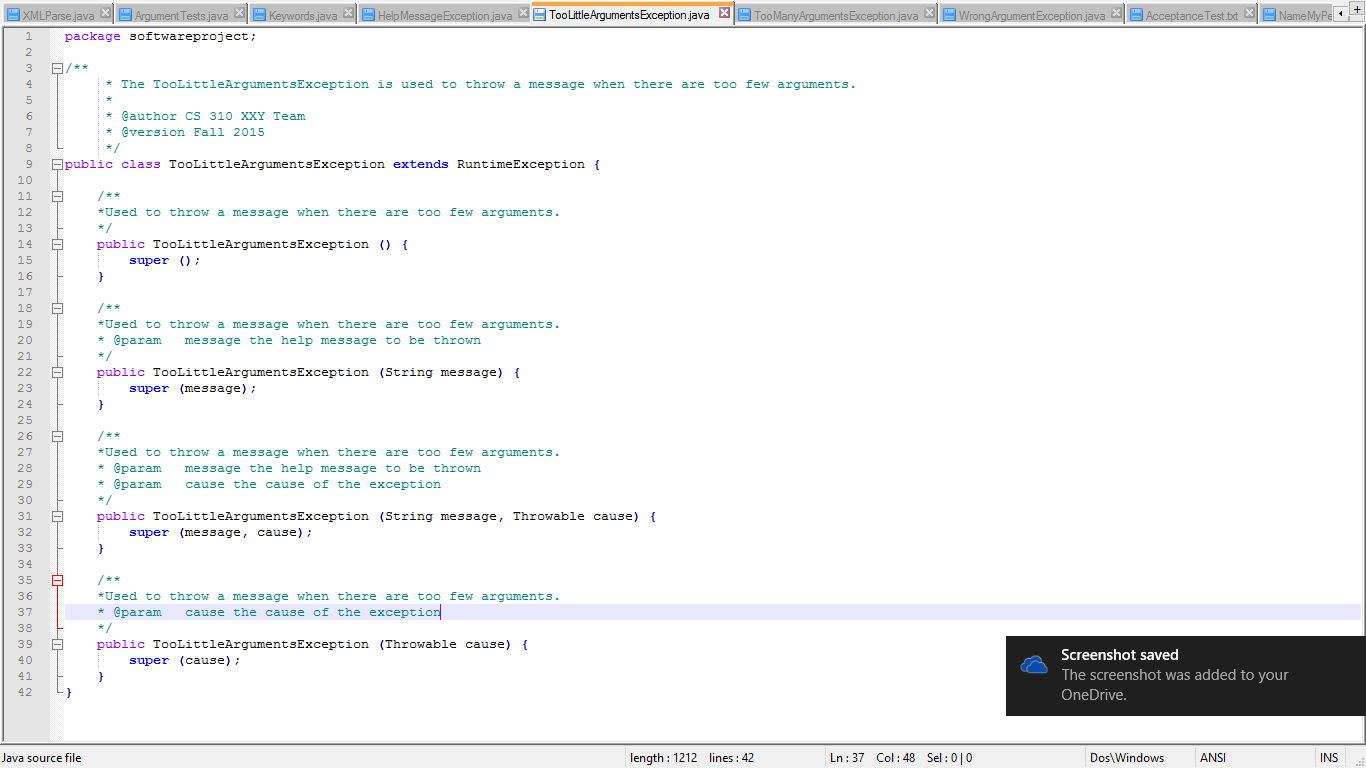 XMLParse.java ArgumentTests.java Keywords.java HelpMessageException.java TooLittleArgumentsException.java TooManyArgumentsException.java WrongArgumentException.java AcceptanceTest.txt NameMyPe
1 package softwareproject;
2
3 /**
4 * The TooLittleArgumentsException is used to throw a message when there are too few arguments.
5 *
6 * @author CS 310 XXY Team
7 * @version Fall 2015
8 */
9 public class TooLittleArgumentsException extends RuntimeException {
10
11 /**
12 *Used to throw a message when there are too few arguments.
13 */
14 public TooLittleArgumentsException () {
15 super ();
16 }
17
18 /**
19 *Used to throw a message when there are too few arguments.
20 * @param message the help message to be thrown
21 */
22 public TooLittleArgumentsException (String message) {
23 super (message);
24 }
25
26 /**
27 *Used to throw a message when there are too few arguments.
28 * @param message the help message to be thrown
29 * @param cause the cause of the exception
30 */
31 public TooLittleArgumentsException (String message, Throwable cause) {
32 super (message, cause);
33 }
34
35 /**
36 *Used to throw a message when there are too few arguments.
37 * @param cause the cause of the exception
38 */
39 public TooLittleArgumentsException (Throwable cause) {
40 super (cause);
41 }
42 }
Screenshot saved
The screenshot was added to your
OneDrive.
Java source file length : 1212 lines : 42 Ln : 37 Col : 48 Sel : 0 | 0 Dos\Windows ANSI INS